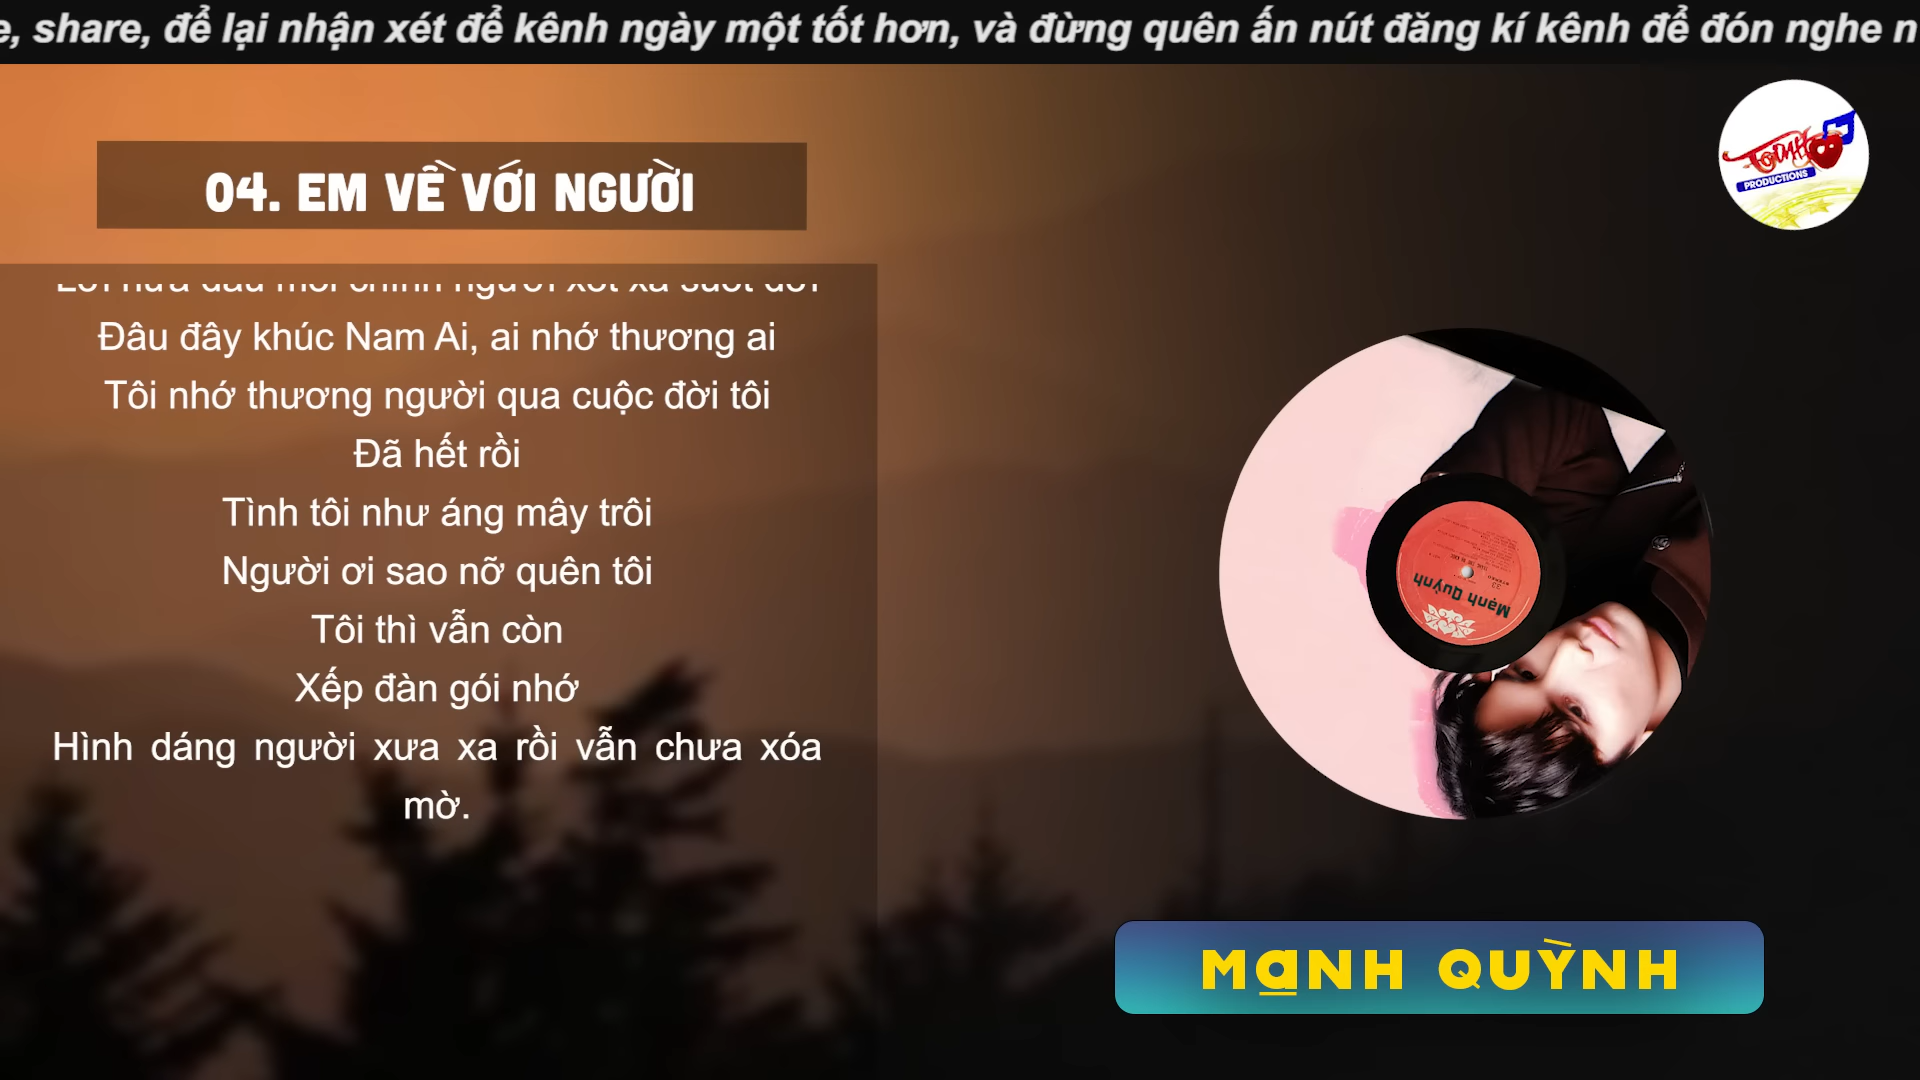 share, để lại nhận xét để kênh ngày một tốt hơn, và đừng quên ấn nút đăng kí kênh để đón nghe
TODAH
PRODUCTIONS
04. EM VỀ VỚI NGƯỜI
Đâu đây khúc Nam Ai, ai nhớ thương ai
Tôi nhớ thương người qua cuộc đời tôi
Đã hết rồi
Tình tôi như áng mây trôi
Người ơi sao nỡ quên tôi
Tôi thì vẫn còn
Xếp đàn gói nhớ
Hình dáng người xưa xa rồi vẫn chưa xóa
mờ.
Mạnh Quỳnh
STEREO
33
MẠNH QUỲNH